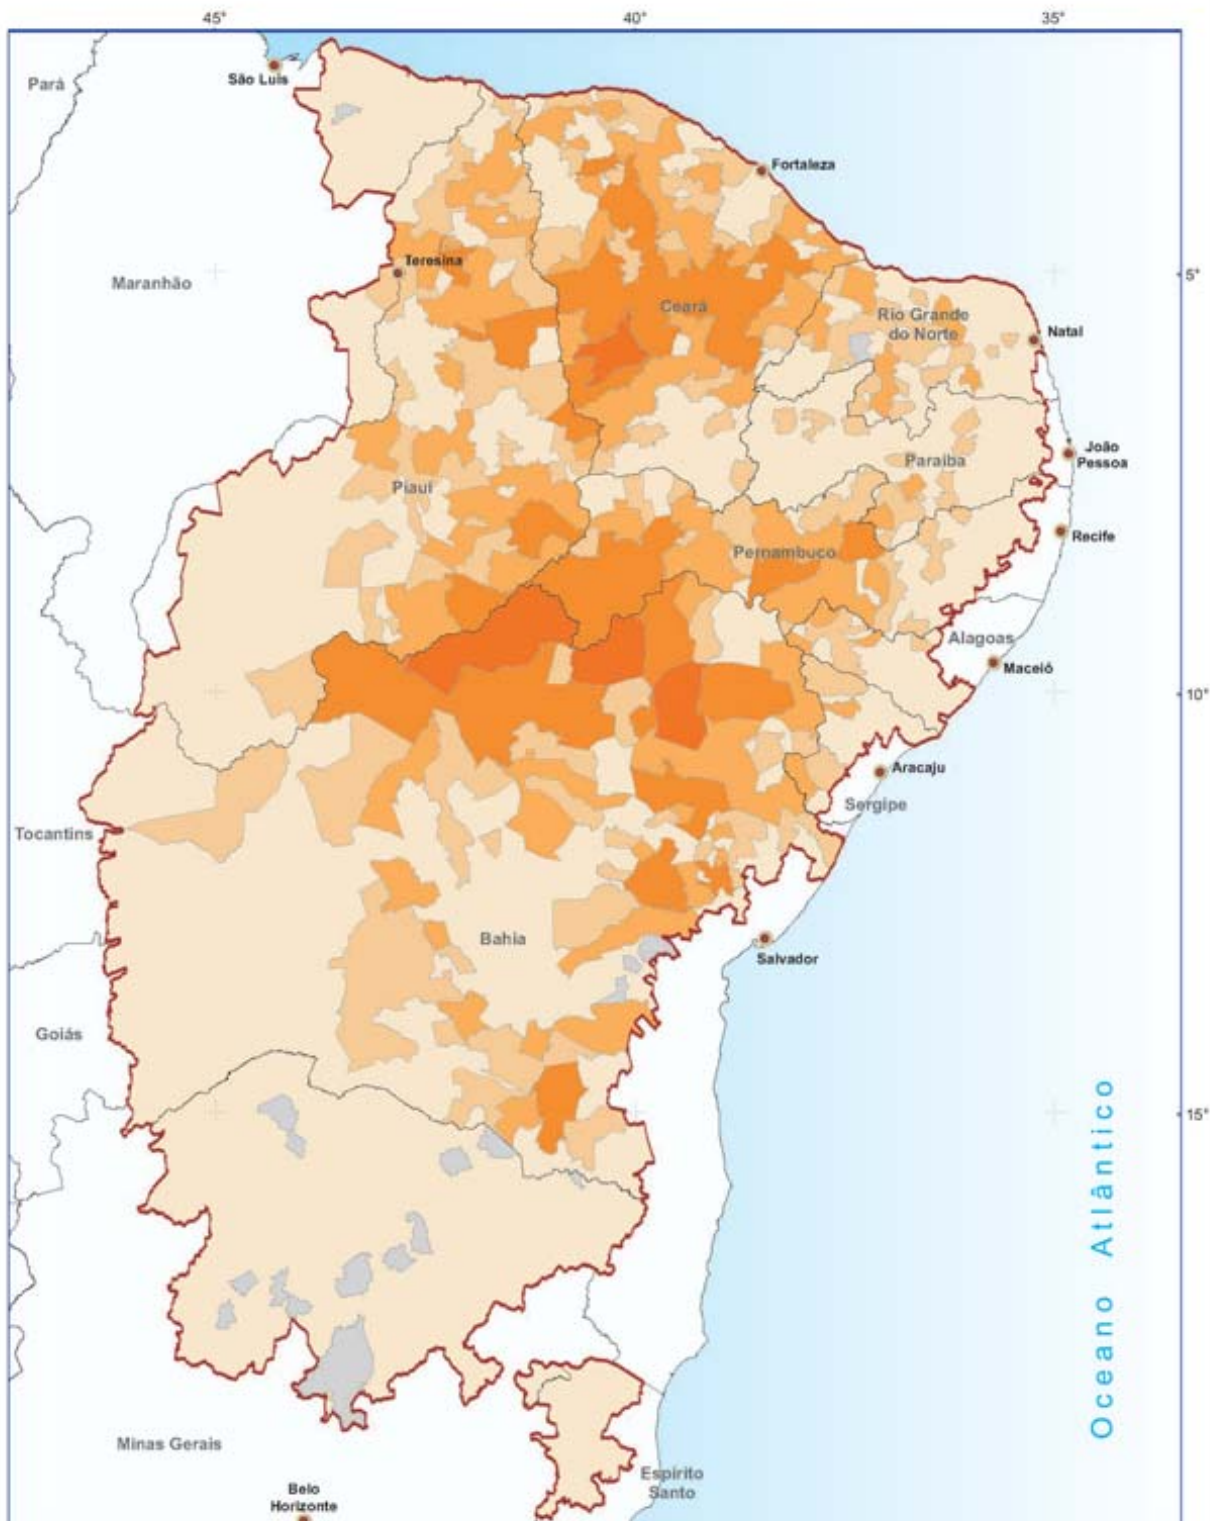 45°
40°
35°
Pará
São Luis
Fortaleza
Teresina
Maranhão
5°
Ceará
Rio Grande
do Norte
Natal
João
Pessoa
Paraíba
Piauí
Recife
Pernambuco
Alagoas
Maceió
10°
Aracaju
Sergipe
Tocantins
Bahia
Salvador
Goiás
15°
Oceano Atlântico
Minas Gerais
Espírito
Santo
Belo
Horizonte